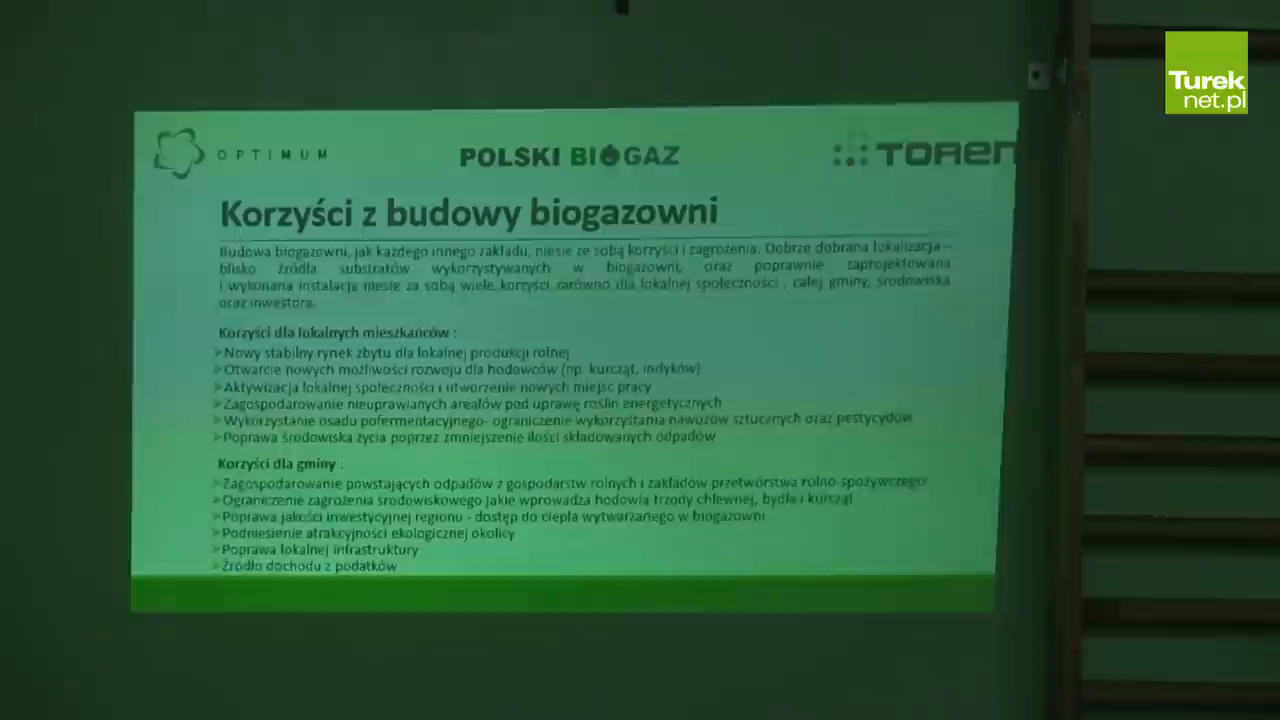 Turek
net.pl
OPTIMUM
POLSKI BIOGAZ
TOREN
Korzyści z budowy biogazowni
Budowa biogazowni, jak każdego innego zakładu, niesie ze sobą korzyści i zagrożenia. Dobrze dobrana lokalizacja –
blisko źródła substratów wykorzystywanych w biogazowni, oraz poprawnie zaprojektowana
i wykonana instalacja niesie za sobą wiele korzyści zarówno dla lokalnej społeczności , całej gminy, środowiska
oraz inwestora.
Korzyści dla lokalnych mieszkańców :
Nowy stabilny rynek zbytu dla lokalnej produkcji rolnej
Otwarcie nowych możliwości rozwoju dla hodowców (np. kurcząt, indyków)
Aktywizacja lokalnej społeczności i utworzenie nowych miejsc pracy
Zagospodarowanie nieuprawianych areałów pod uprawę roślin energetycznych
Wykorzystanie osadu pofermentacyjnego- ograniczenie wykorzystania nawozów sztucznych oraz pestycydów
Poprawa środowiska życia poprzez zmniejszenie ilości składowanych odpadów
Korzyści dla gminy :
Zagospodarowanie powstających odpadów z gospodarstw rolnych i zakładów przetwórstwa rolno-spożywczego
Ograniczenie zagrożenia środowiskowego jakie wprowadza hodowla trzody chlewnej, bydła i kurcząt
Poprawa jakości inwestycyjnej regionu - dostęp do ciepła wytwarzanego w biogazowni
Podniesienie atrakcyjności ekologicznej okolicy
Poprawa lokalnej infrastruktury
Źródło dochodu z podatków